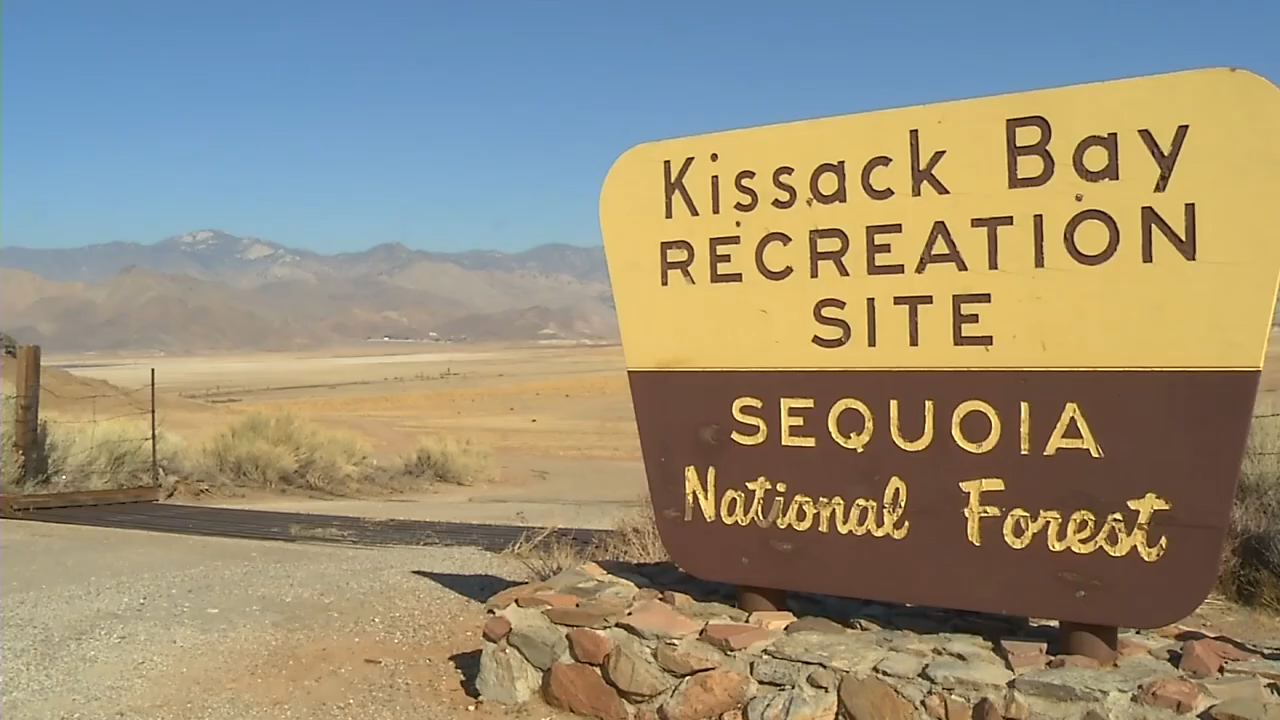 Kissack Bay
RECREATION
SITE
SEQUOIA
National Forest